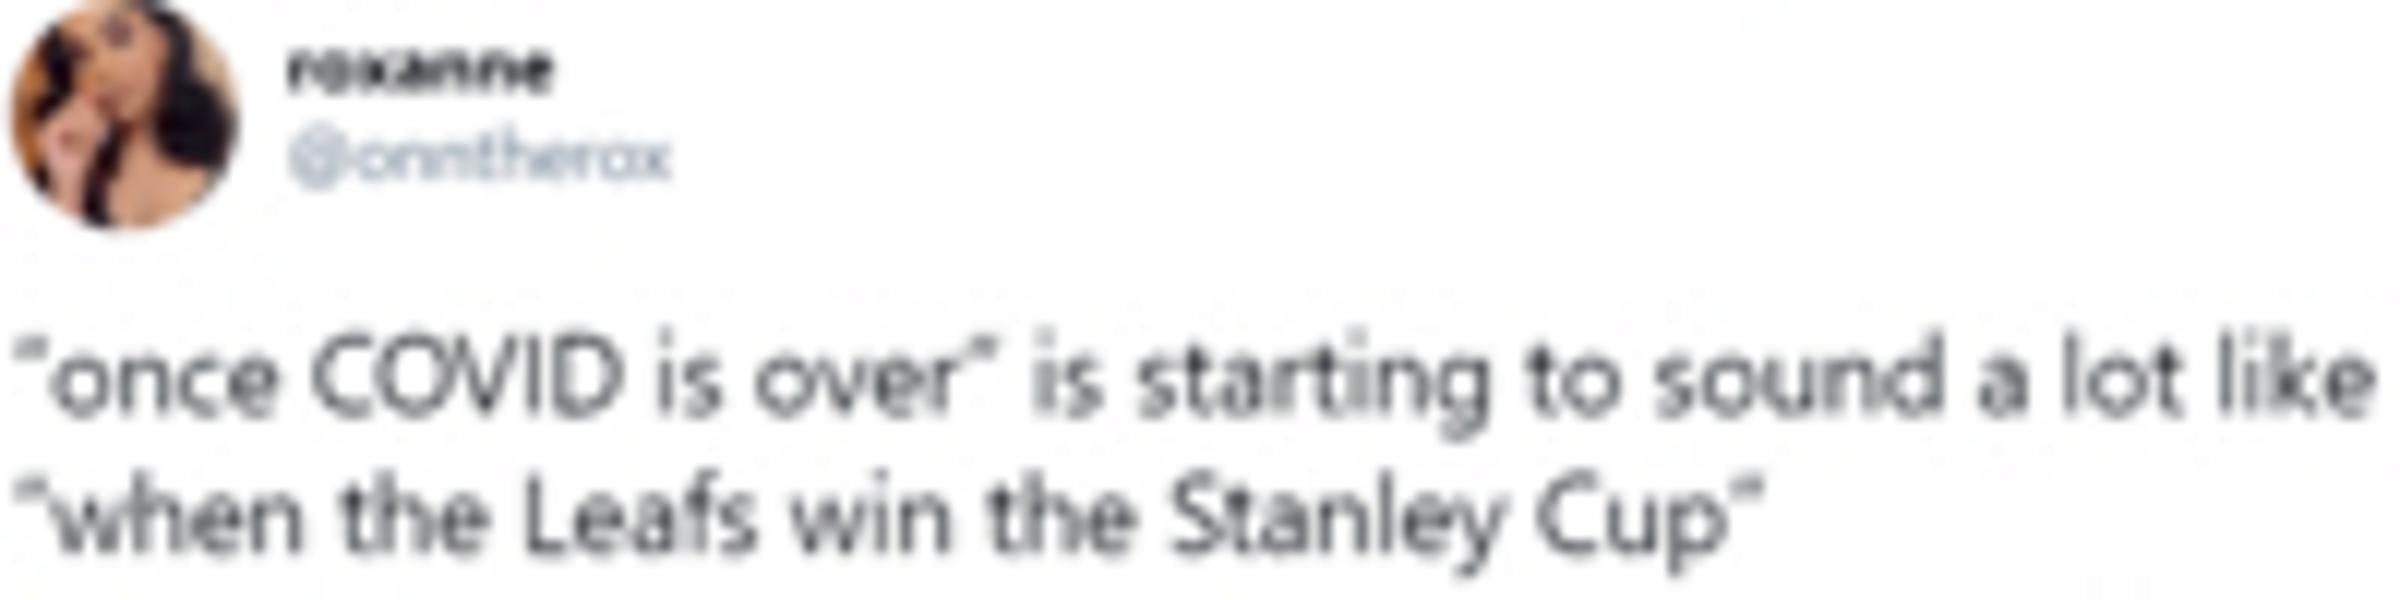 roxanne
@onntherox
"once COVID is over" is starting to sound a lot like
"when the Leafs win the Stanley Cup"